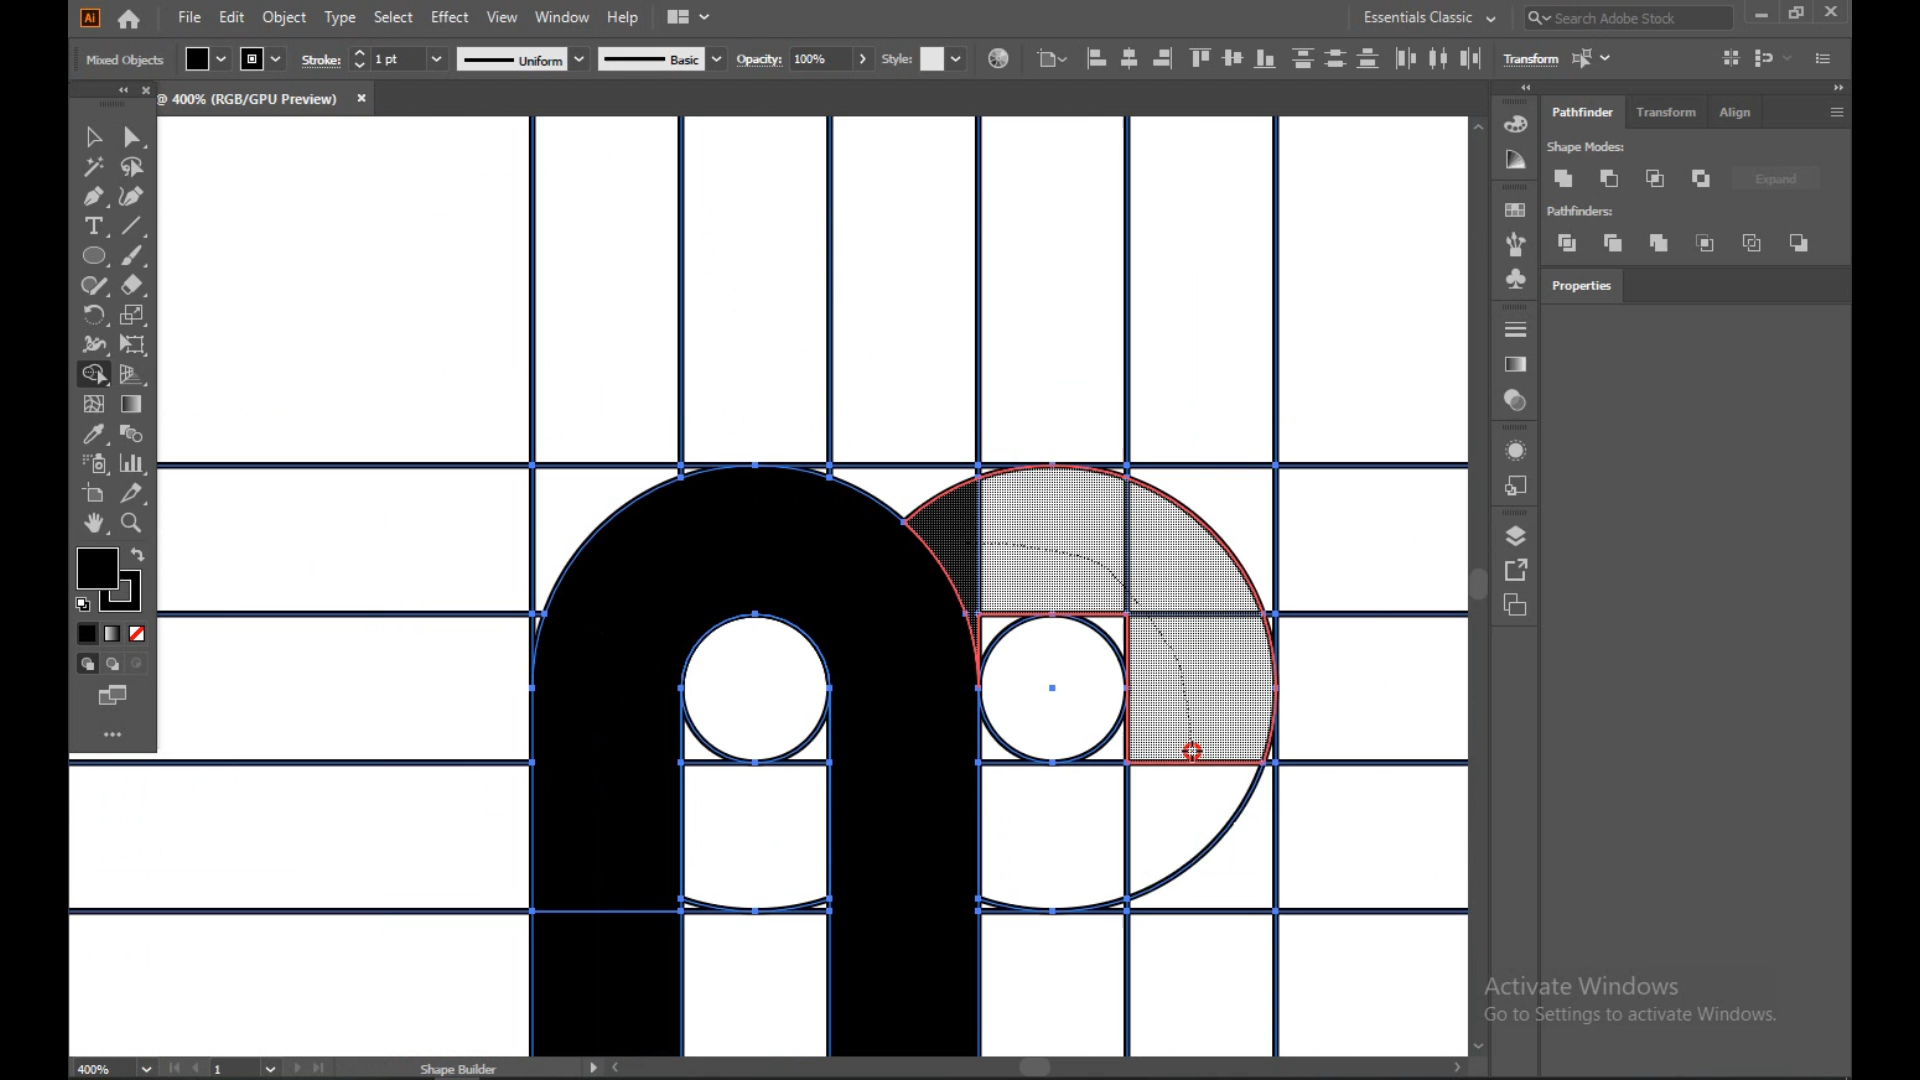 Ai File Edit Object Type Select Effect View Window Help Essentials Classic Search Adobe Stock
Mixed Objects Stroke: 1 pt Uniform Basic Opacity: 100% Style: Transform
@ 400% (RGB/GPU Preview)
Pathfinder Transform Align
Shape Modes:
Expand
Pathfinders:
Properties
Activate Windows
Go to Settings to activate Windows.
400% 1 Shape Builder